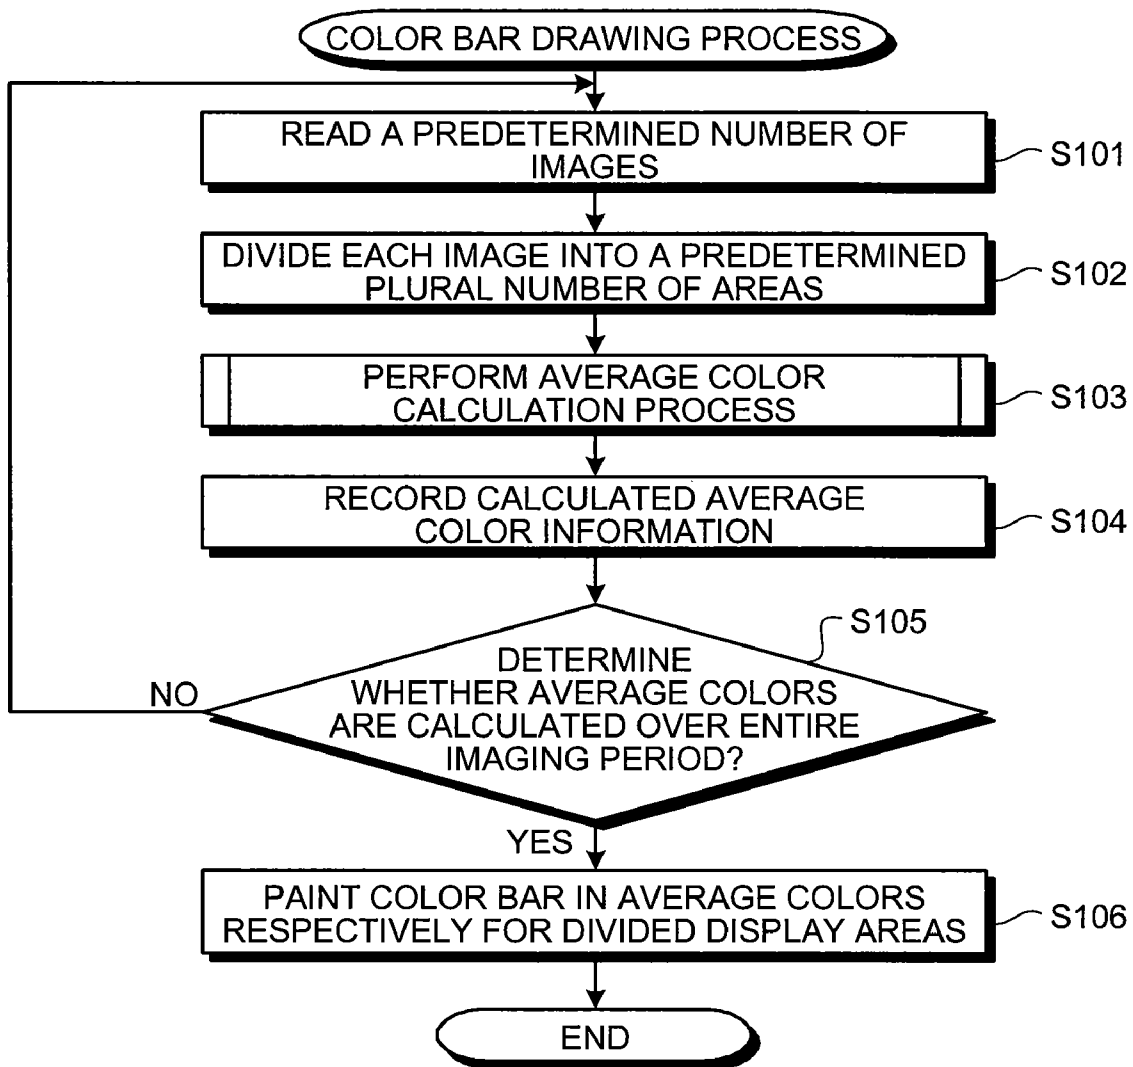 COLOR BAR DRAWING PROCESS
READ A PREDETERMINED NUMBER OF
IMAGES
S101
DIVIDE EACH IMAGE INTO A PREDETERMINED
PLURAL NUMBER OF AREAS
S102
PERFORM AVERAGE COLOR
CALCULATION PROCESS
S103
RECORD CALCULATED AVERAGE
COLOR INFORMATION
S104
S105
DETERMINE
WHETHER AVERAGE COLORS
ARE CALCULATED OVER ENTIRE
IMAGING PERIOD?
NO
YES
PAINT COLOR BAR IN AVERAGE COLORS
RESPECTIVELY FOR DIVIDED DISPLAY AREAS
S106
END